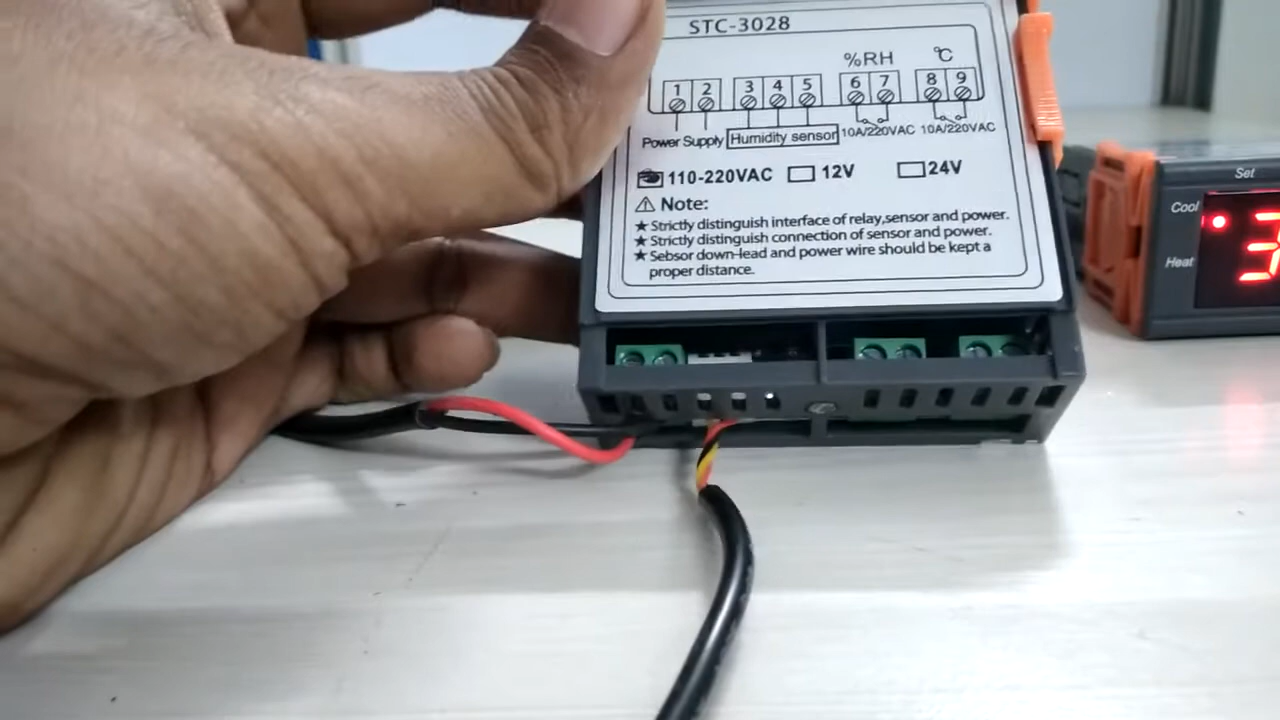 STC-3028
%RH °C
1 2 3 4 5 6 7 8 9
Power Supply Humidity sensor 10A/220VAC 10A/220VAC
110-220VAC 12V 24V
Note:
★ Strictly distinguish interface of relay,sensor and power.
★ Strictly distinguish connection of sensor and power.
★ Sebsor down-lead and power wire should be kept a
proper distance.
Set
Cool
Heat
3